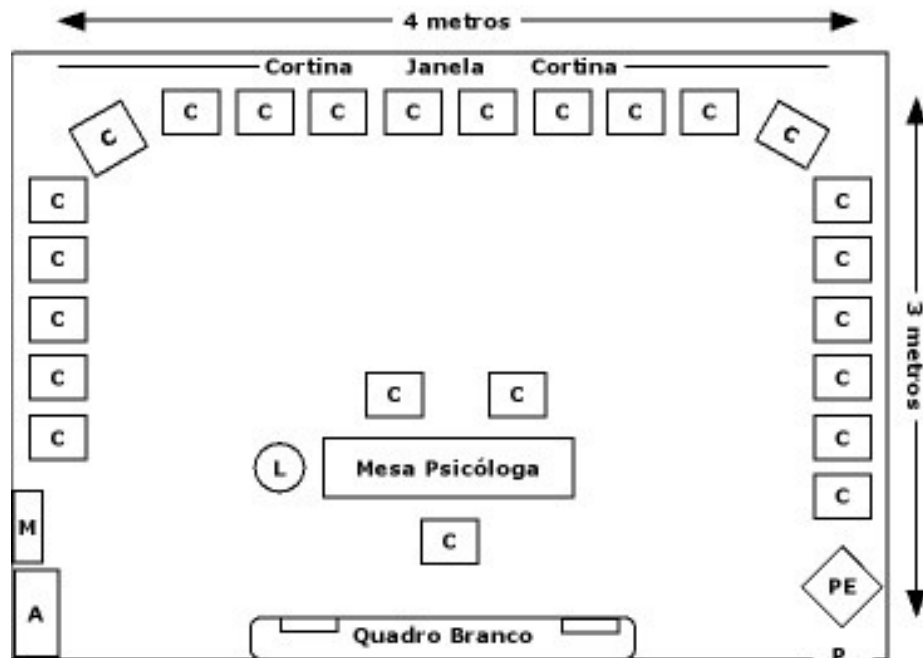 4 metros
Cortina Janela Cortina
C C C C C C C C
C C
C C
C C
C C
C C
C C
C C
3 metros
L Mesa Psicóloga
C
M
C
PE
A
Quadro Branco